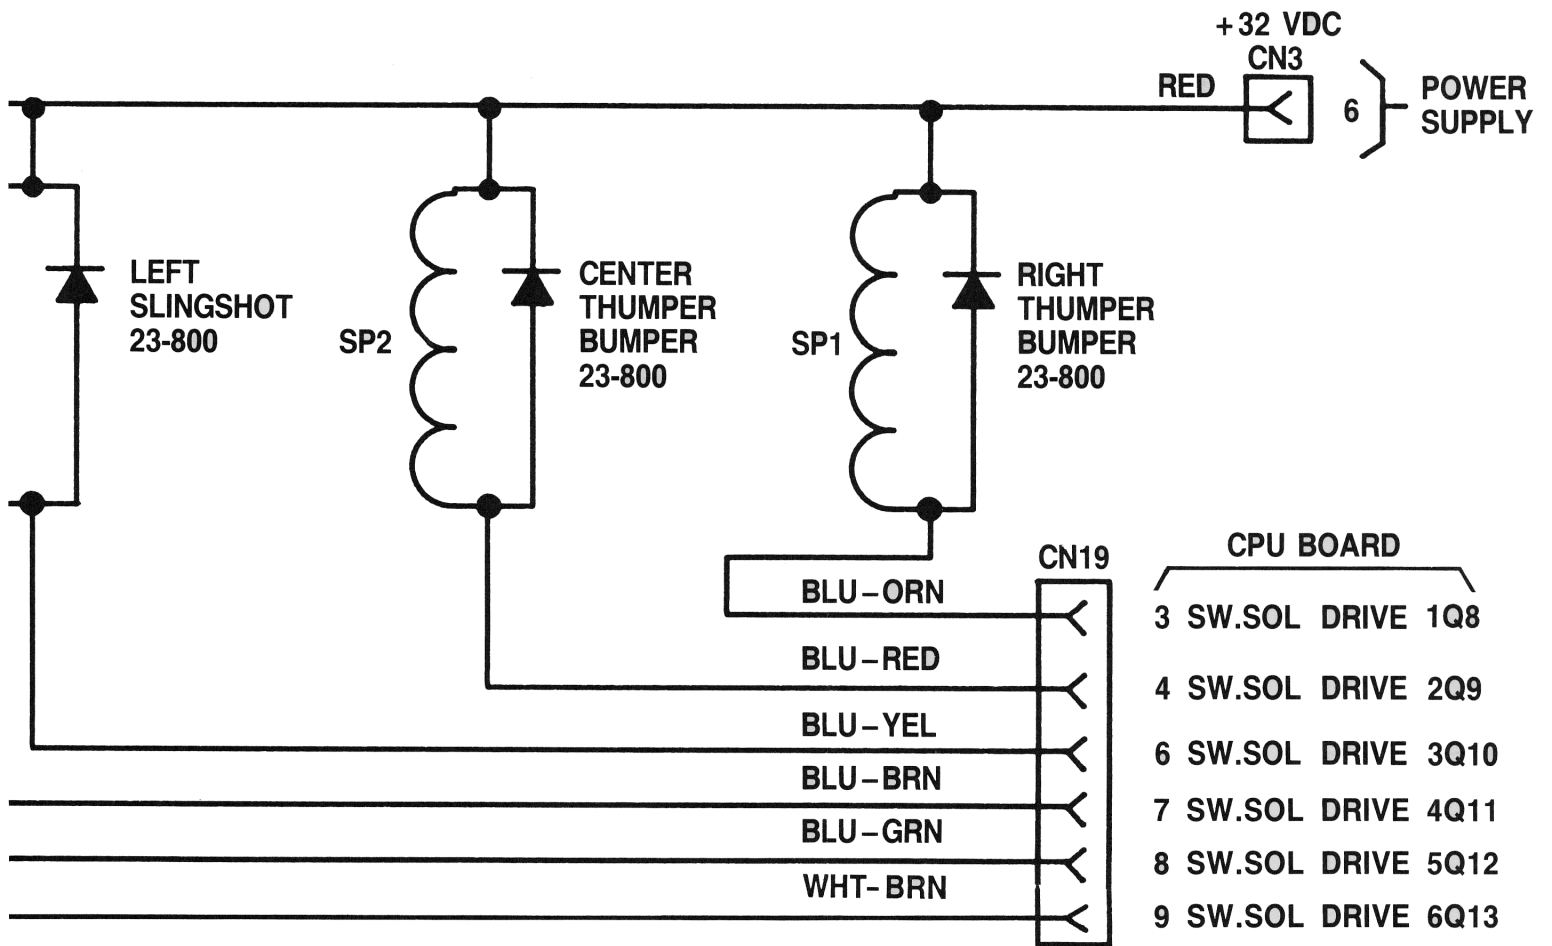 +32 VDC
CN3
RED
6
POWER
SUPPLY
LEFT
SLINGSHOT
23-800
SP2
CENTER
THUMPER
BUMPER
23-800
SP1
RIGHT
THUMPER
BUMPER
23-800
CN19
CPU BOARD
BLU-ORN
3 SW.SOL DRIVE 1Q8
BLU-RED
4 SW.SOL DRIVE 2Q9
BLU-YEL
6 SW.SOL DRIVE 3Q10
BLU-BRN
7 SW.SOL DRIVE 4Q11
BLU-GRN
8 SW.SOL DRIVE 5Q12
WHT-BRN
9 SW.SOL DRIVE 6Q13